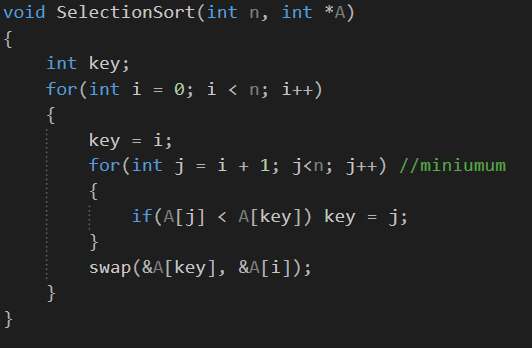 void SelectionSort(int n, int *A)
{
    int key;
    for(int i = 0; i < n; i++)
    {
        key = i;
        for(int j = i + 1; j<n; j++) //miniumum
        {
            if(A[j] < A[key]) key = j;
        }
        swap(&A[key], &A[i]);
    }
}